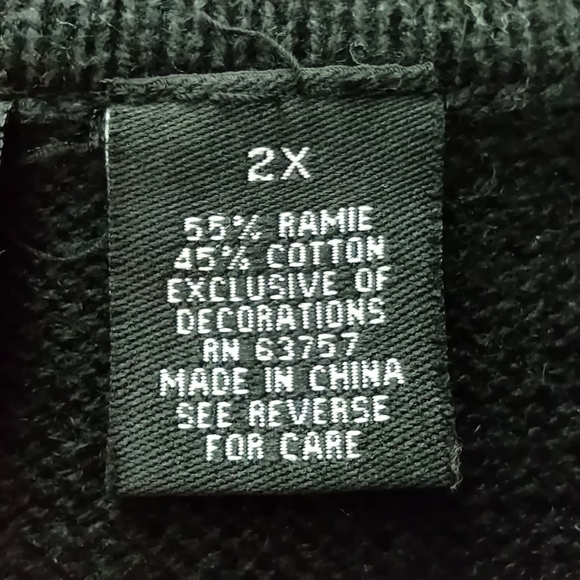 2X
55% RAMIE
45% COTTON
EXCLUSIVE OF
DECORATIONS
RN 63757
MADE IN CHINA
SEE REVERSE
FOR CARE